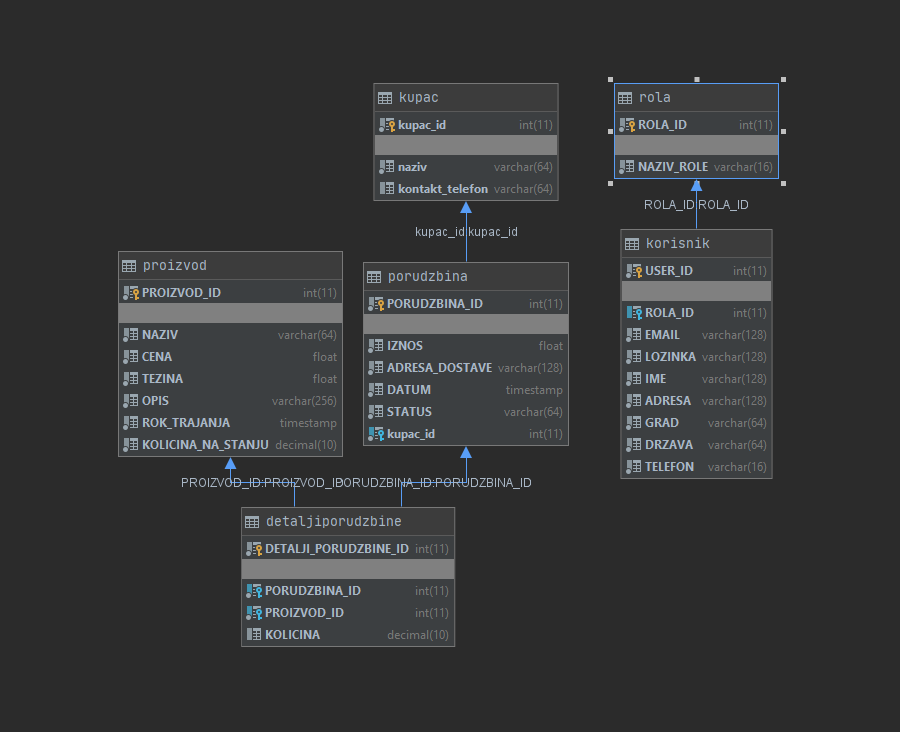 kupac
kupac_id int(11)
naziv varchar(64)
kontakt_telefon varchar(64)
rola
ROLA_ID int(11)
NAZIV_ROLE varchar(16)
ROLA_ID:ROLA_ID
kupac_id:kupac_id
korisnik
USER_ID int(11)
ROLA_ID int(11)
EMAIL varchar(128)
LOZINKA varchar(128)
IME varchar(128)
ADRESA varchar(128)
GRAD varchar(64)
DRZAVA varchar(64)
TELEFON varchar(16)
proizvod
PROIZVOD_ID int(11)
NAZIV varchar(64)
CENA float
TEZINA float
OPIS varchar(256)
ROK_TRAJANJA timestamp
KOLICINA_NA_STANJU decimal(10)
porudzbina
PORUDZBINA_ID int(11)
IZNOS float
ADRESA_DOSTAVE varchar(128)
DATUM timestamp
STATUS varchar(64)
kupac_id int(11)
PROIZVOD_ID:PROIZVOD_ID
PORUDZBINA_ID:PORUDZBINA_ID
detaljiporudzbine
DETALJI_PORUDZBINE_ID int(11)
PORUDZBINA_ID int(11)
PROIZVOD_ID int(11)
KOLICINA decimal(10)